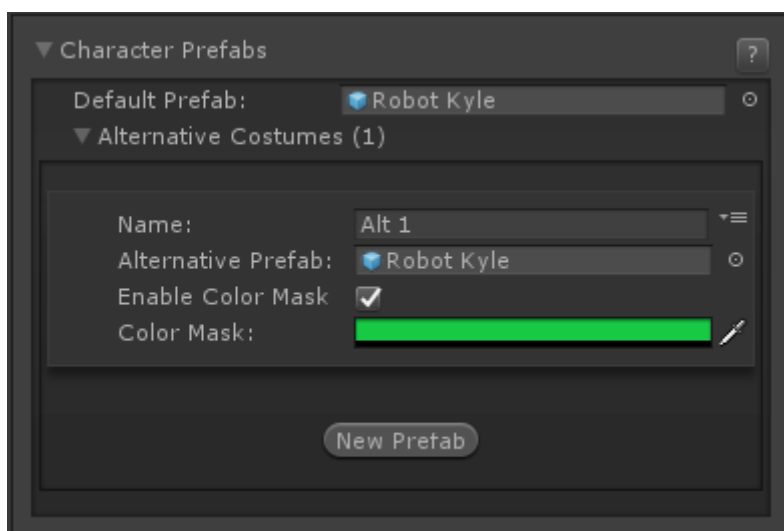 Character Prefabs
?
Default Prefab: Robot Kyle
Alternative Costumes (1)
Name: Alt 1
Alternative Prefab: Robot Kyle
Enable Color Mask
Color Mask:
New Prefab